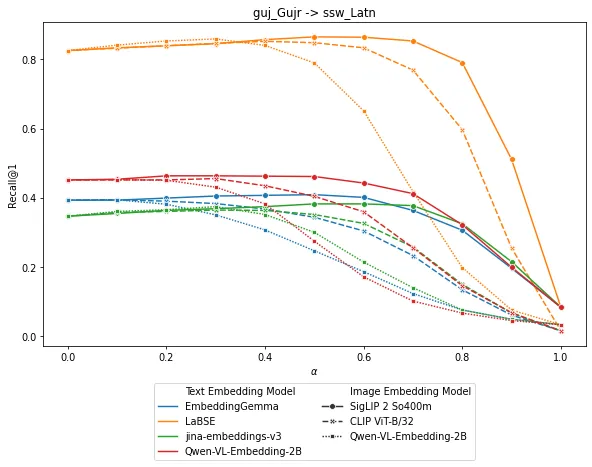 guj_Gujr -> ssw_Latn
Recall@1
0.8
0.6
0.4
0.2
0.0
0.0 0.2 0.4 0.6 0.8 1.0
α
Text Embedding Model
EmbeddingGemma
LaBSE
jina-embeddings-v3
Qwen-VL-Embedding-2B
Image Embedding Model
SigLIP 2 So400m
CLIP ViT-B/32
Qwen-VL-Embedding-2B